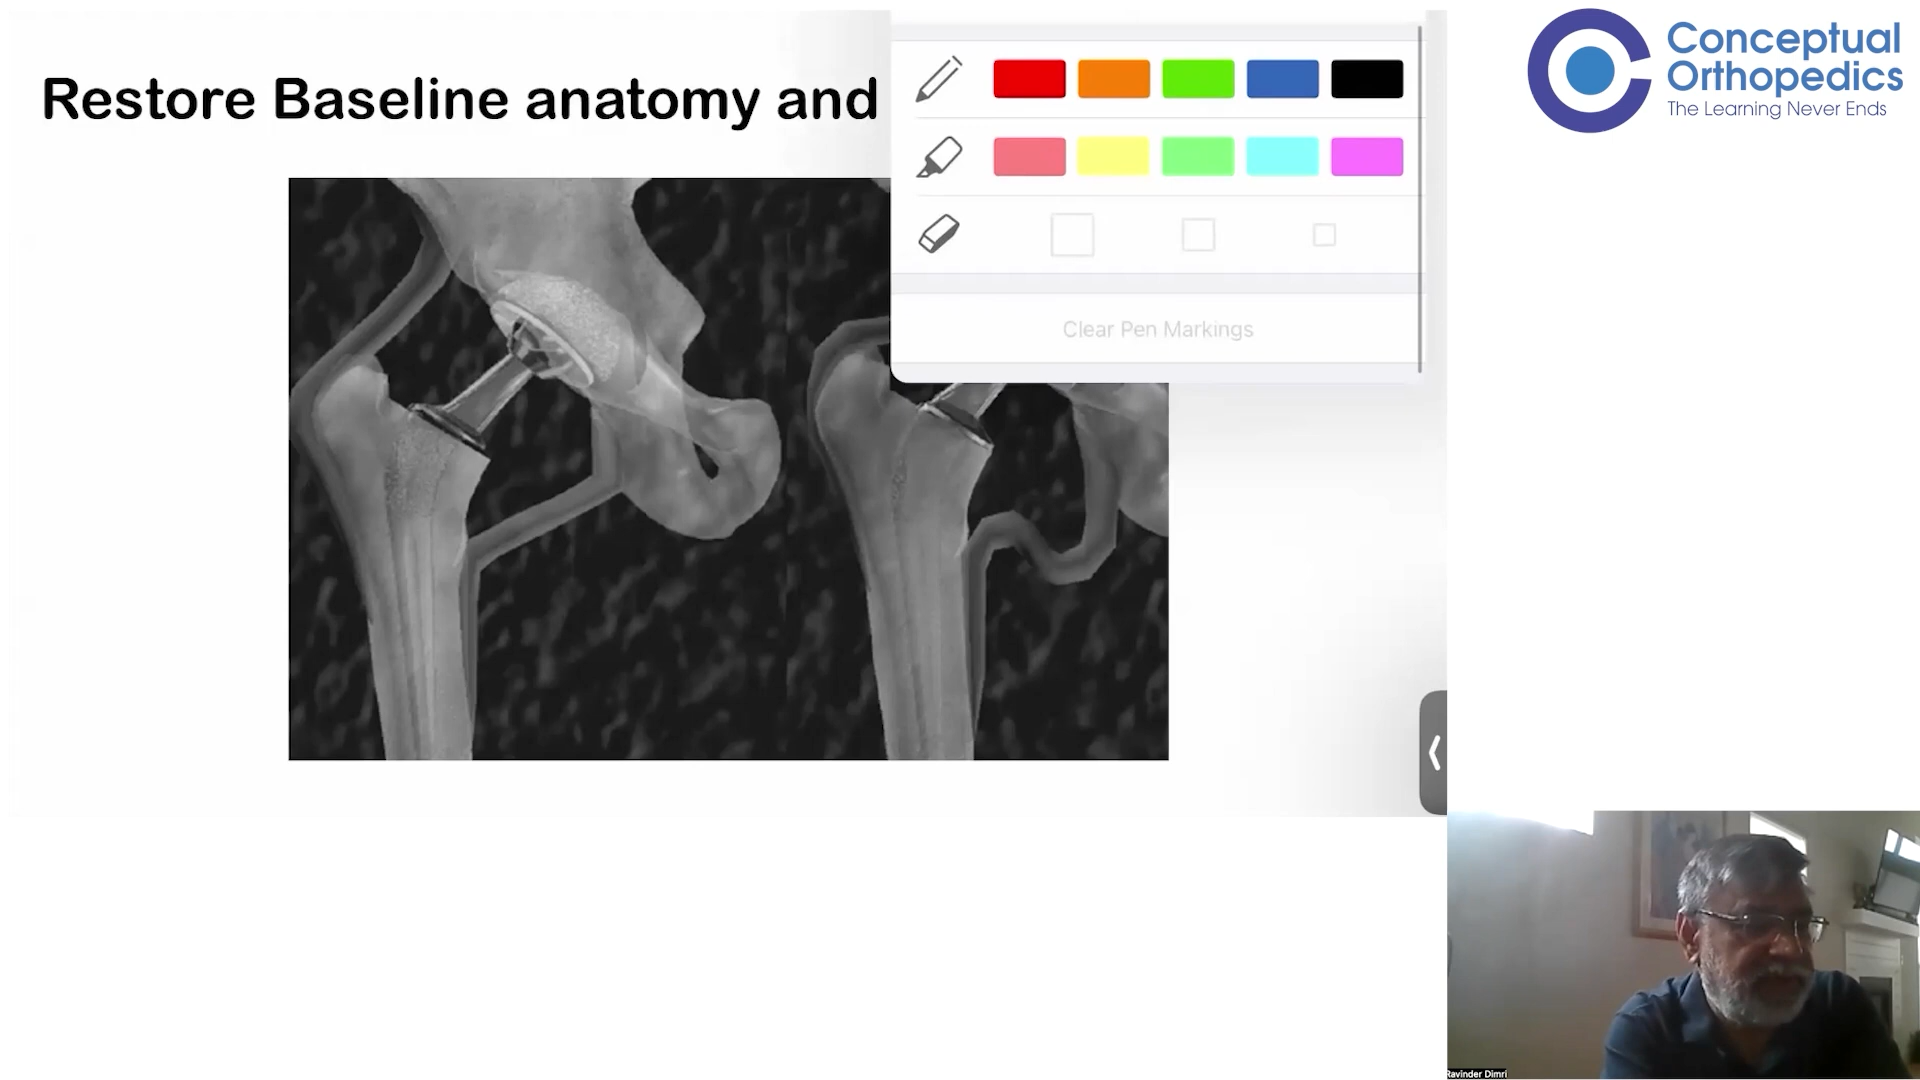 Restore Baseline anatomy and
Clear Pen Markings
Conceptual
Orthopedics
The Learning Never Ends
Ravinder Dimri